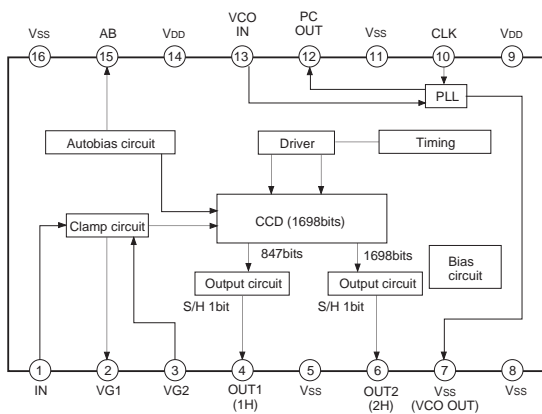 VCO PC
VSS AB VDD IN OUT VSS CLK VDD
16 15 14 13 12 11 10 9
PLL
Autobias circuit Driver Timing
CCD (1698bits)
Clamp circuit
847bits 1698bits
Bias
circuit
Output circuit Output circuit
S/H 1bit S/H 1bit
1 2 3 4 5 6 7 8
IN VG1 VG2 OUT1 VSS OUT2 VSS VSS
(1H) (2H) (VCO OUT)